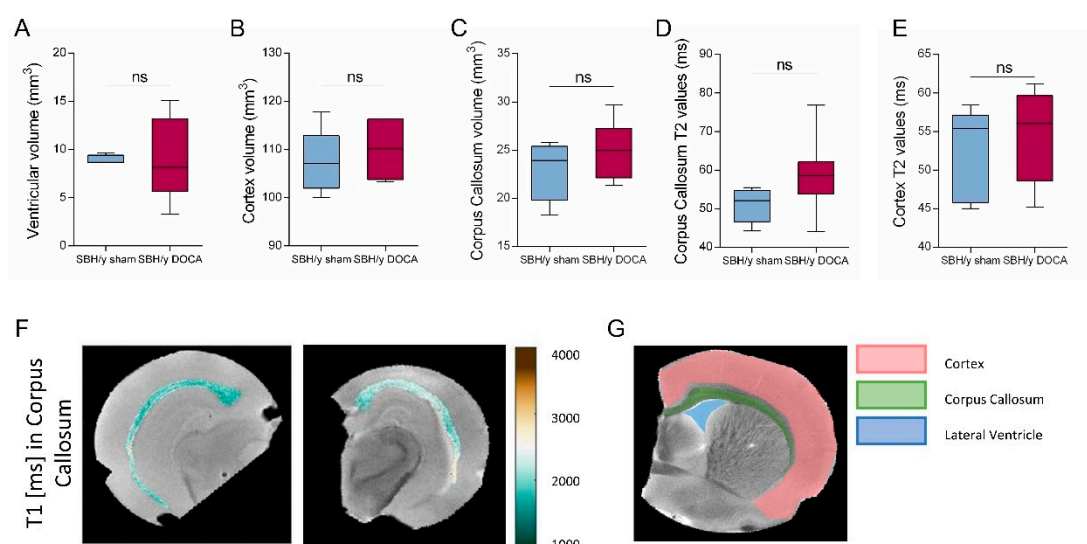 A
Ventricular volume (mm³)
20
15
10
5
0
ns
SBH/y sham SBH/y DOCA
B
Cortex volume (mm³)
130
120
110
100
90
ns
SBH/y sham SBH/y DOCA
C
Corpus Callosum volume (mm³)
35
30
25
20
15
ns
SBH/y sham SBH/y DOCA
D
Corpus Callosum T2 values (ms)
90
80
70
60
50
40
ns
SBH/y sham SBH/y DOCA
E
Cortex T2 values (ms)
65
60
55
50
45
40
ns
SBH/y sham SBH/y DOCA
F
T1 [ms] in Corpus
Callosum
4000
3000
2000
1000
G
Cortex
Corpus Callosum
Lateral Ventricle